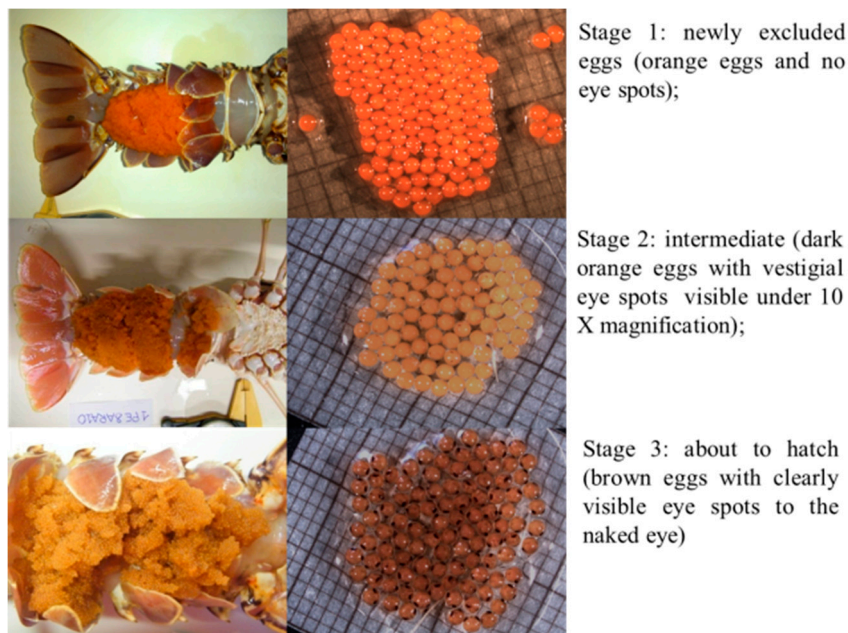 Stage 1: newly excluded
eggs (orange eggs and no
eye spots);
Stage 2: intermediate (dark
orange eggs with vestigial
eye spots visible under 10
X magnification);
Stage 3: about to hatch
(brown eggs with clearly
visible eye spots to the
naked eye)